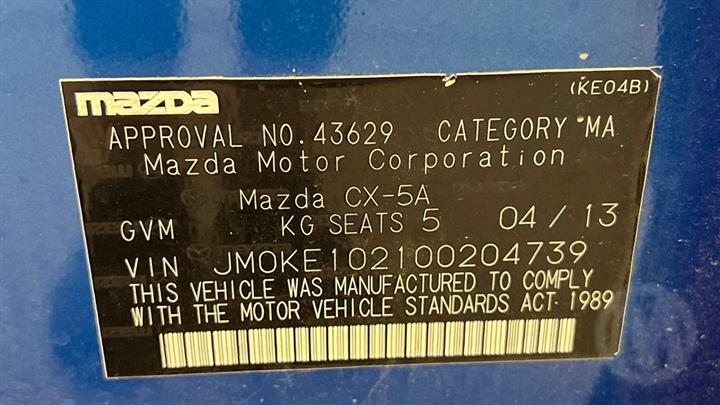 mazda (KE04B)
APPROVAL NO.43629 CATEGORY MA
Mazda Motor Corporation
Mazda CX-5A
GVM KG SEATS 5 04/13
VIN JM0KE102100204739
THIS VEHICLE WAS MANUFACTURED TO COMPLY
WITH THE MOTOR VEHICLE STANDARDS ACT 1989